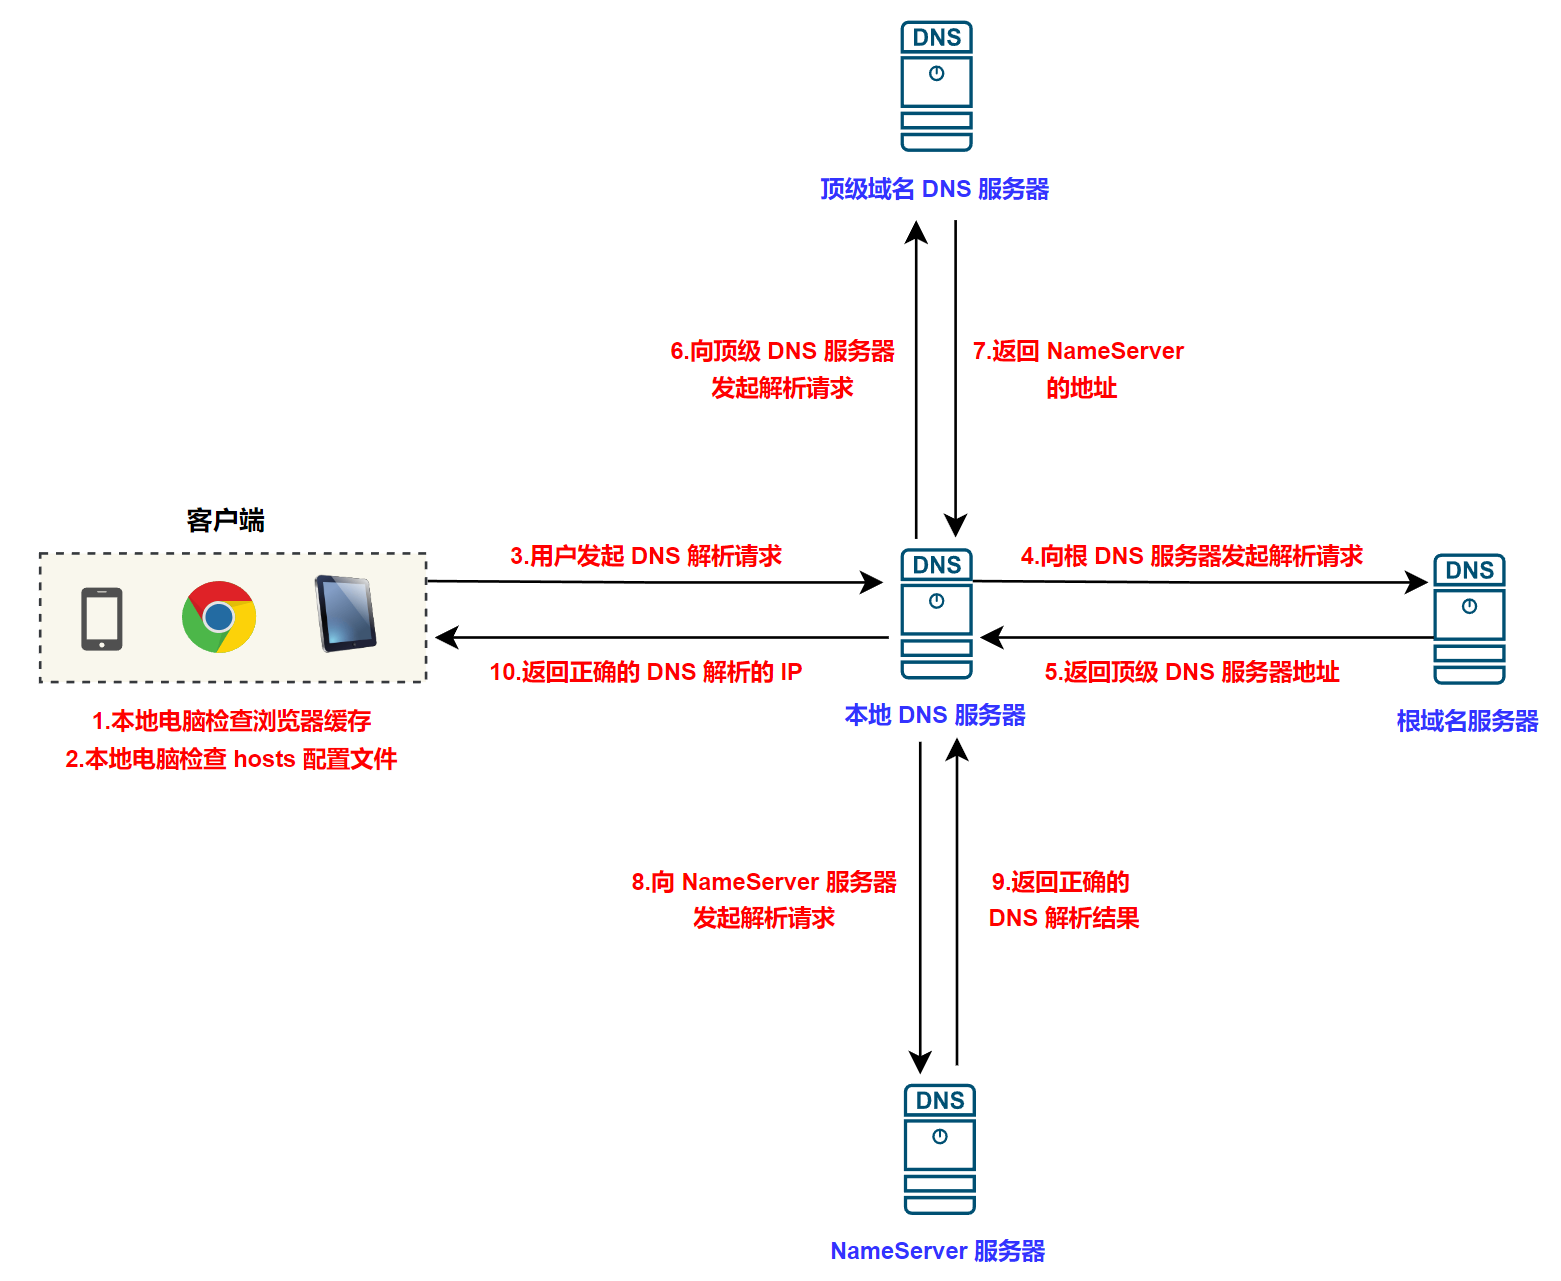 DNS
顶级域名 DNS 服务器
6.向顶级 DNS 服务器
发起解析请求
7.返回 NameServer
的地址
客户端
3.用户发起 DNS 解析请求
DNS
4.向根 DNS 服务器发起解析请求
DNS
10.返回正确的 DNS 解析的 IP
5.返回顶级 DNS 服务器地址
1.本地电脑检查浏览器缓存
2.本地电脑检查 hosts 配置文件
本地 DNS 服务器
根域名服务器
8.向 NameServer 服务器
发起解析请求
9.返回正确的
DNS 解析结果
DNS
NameServer 服务器